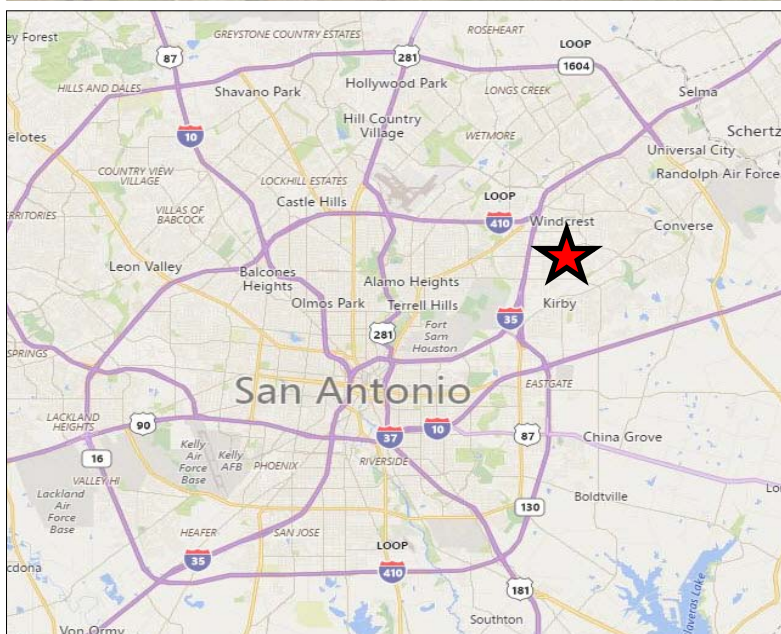 ey Forest
GREYSTONE COUNTRY ESTATES
ROSEHEART
87
281
LOOP
1604
HILLS AND DALES
Shavano Park
Hollywood Park
LONGS CREEK
Selma
Hill Country
Village
elotes
10
WETMORE
Schertz
Universal City
COUNTRY VIEW
VILLAGE
LOCKHILL ESTATES
Randolph Air Force
Castle Hills
LOOP
410
ERRITORIES
VILLAS OF
BABCOCK
Windcrest
Converse
Leon Valley
Balcones
Heights
Alamo Heights
Olmos Park
Terrell Hills
Kirby
35
281
Fort
Sam
Houston
SPRINGS
San Antonio
EASTGATE
LACKLAND
HEIGHTS
90
37
10
87
China Grove
16
Kelly
Air
Force
Base
Kelly
AFB
PHOENIX
RIVERSIDE
VALLEY HI
Lackland
Air
Force
Base
Boldtville
Lo
130
HEAFER
SAN JOSE
LOOP
35
410
cdona
181
averas Lake
Southton
Von Ormy